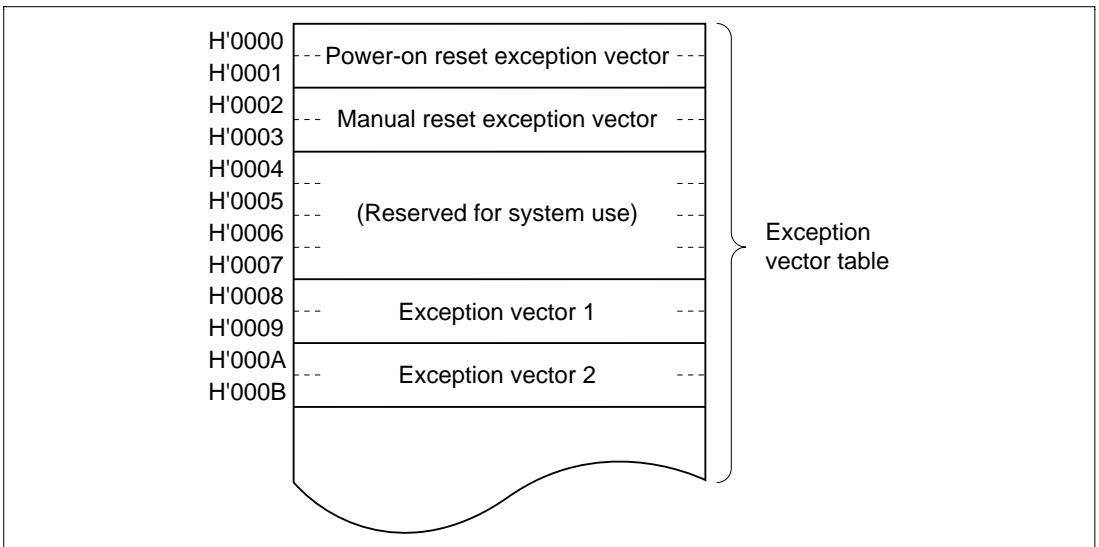 H'0000
Power-on reset exception vector
H'0001
H'0002
Manual reset exception vector
H'0003
H'0004
H'0005
(Reserved for system use)
H'0006
H'0007
Exception
vector table
H'0008
Exception vector 1
H'0009
H'000A
Exception vector 2
H'000B